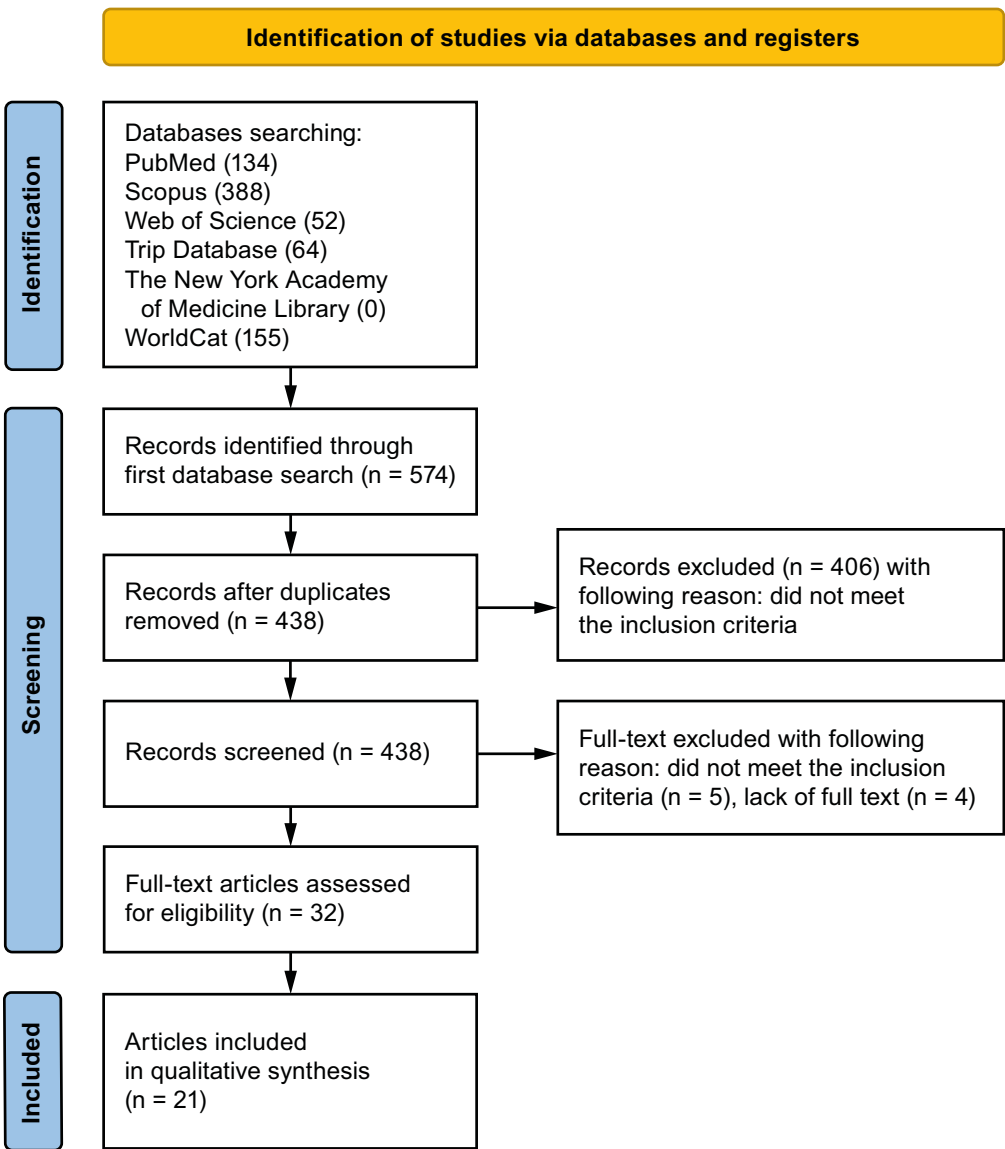 Identification of studies via databases and registers
Identification
Databases searching:
PubMed (134)
Scopus (388)
Web of Science (52)
Trip Database (64)
The New York Academy
of Medicine Library (0)
WorldCat (155)
Screening
Records identified through
first database search (n = 574)
Records after duplicates
removed (n = 438)
Records excluded (n = 406) with
following reason: did not meet
the inclusion criteria
Records screened (n = 438)
Full-text excluded with following
reason: did not meet the inclusion
criteria (n = 5), lack of full text (n = 4)
Full-text articles assessed
for eligibility (n = 32)
Included
Articles included
in qualitative synthesis
(n = 21)